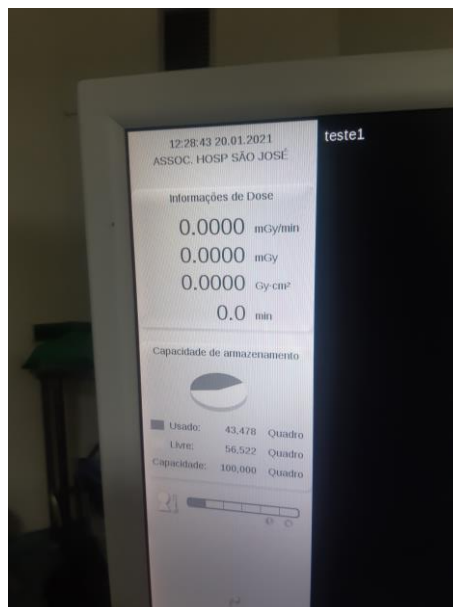 12:28:43 20.01.2021
ASSOC. HOSP SÃO JOSÉ
teste1
Informações de Dose
0.0000 mGy/min
0.0000 mGy
0.0000 Gy·cm²
0.0 min
Capacidade de armazenamento
Usado: 43,478 Quadro
Livre: 56,522 Quadro
Capacidade: 100,000 Quadro